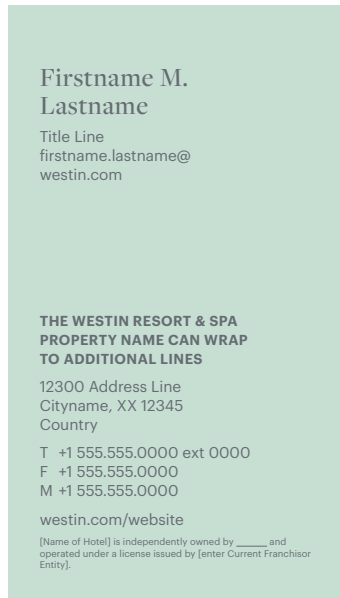 Firstname M.
Lastname
Title Line
firstname.lastname@
westin.com
THE WESTIN RESORT & SPA
PROPERTY NAME CAN WRAP
TO ADDITIONAL LINES
12300 Address Line
Cityname, XX 12345
Country
T +1 555.555.0000 ext 0000
F +1 555.555.0000
M +1 555.555.0000
westin.com/website
[Name of Hotel] is independently owned by ______ and
operated under a license issued by [enter Current Franchisor
Entity].